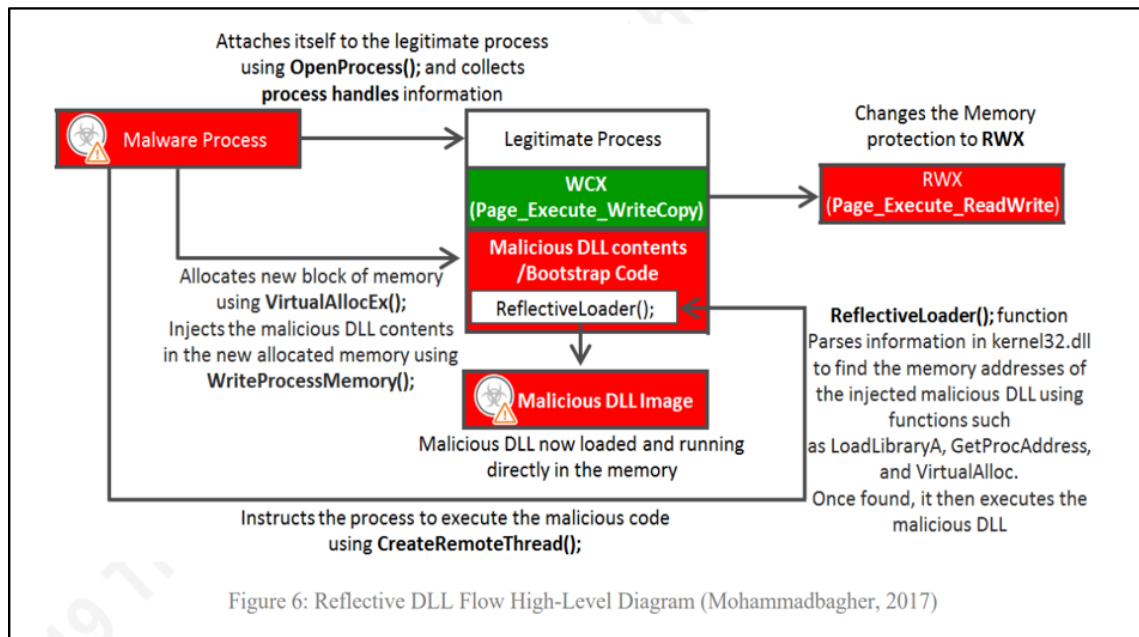 Attaches itself to the legitimate process
using OpenProcess(); and collects
process handles information
Malware Process
Legitimate Process
WCX
(Page_Execute_WriteCopy)
Changes the Memory
protection to RWX
RWX
(Page_Execute_ReadWrite)
Malicious DLL contents
/Bootstrap Code
ReflectiveLoader();
Allocates new block of memory
using VirtualAllocEx();
Injects the malicious DLL contents
in the new allocated memory using
WriteProcessMemory();
Malicious DLL Image
Malicious DLL now loaded and running
directly in the memory
ReflectiveLoader(); function
Parses information in kernel32.dll
to find the memory addresses of
the injected malicious DLL using
functions such
as LoadLibraryA, GetProcAddress,
and VirtualAlloc.
Once found, it then executes the
malicious DLL
Instructs the process to execute the malicious code
using CreateRemoteThread();
Figure 6: Reflective DLL Flow High-Level Diagram (Mohammadbagher, 2017)